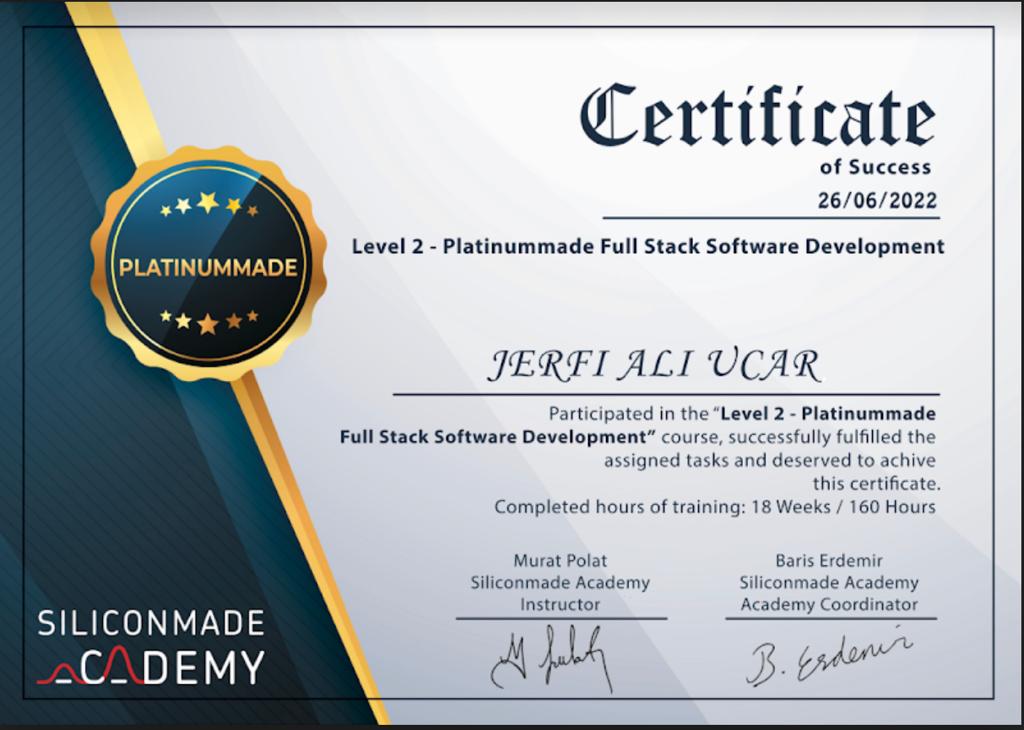 Certificate
of Success
26/06/2022
Level 2 - Platinummade Full Stack Software Development
PLATINUMMADE
JERFI ALI UCAR
Participated in the "Level 2 - Platinummade
Full Stack Software Development” course, successfully fulfilled the
assigned tasks and deserved to achive
this certificate.
Completed hours of training: 18 Weeks / 160 Hours
Murat Polat
Siliconmade Academy
Instructor
Baris Erdemir
Siliconmade Academy
Academy Coordinator
B. Erdemir
SILICONMADE
ACADEMY